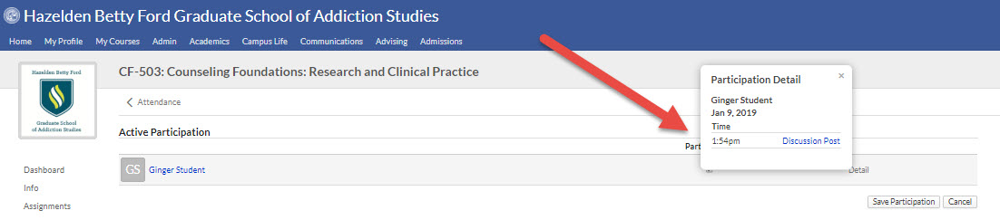 Hazelden Betty Ford Graduate School of Addiction Studies
Home My Profile My Courses Admin Academics Campus Life Communications Advising Admissions
Hazelden Betty Ford
Graduate School
of Addiction Studies
CF-503: Counseling Foundations: Research and Clinical Practice
Attendance
Active Participation
Part
GS Ginger Student Detail
Participation Detail ×
Ginger Student
Jan 9, 2019
Time
1:54pm Discussion Post
Save Participation Cancel
Dashboard
Info
Assignments